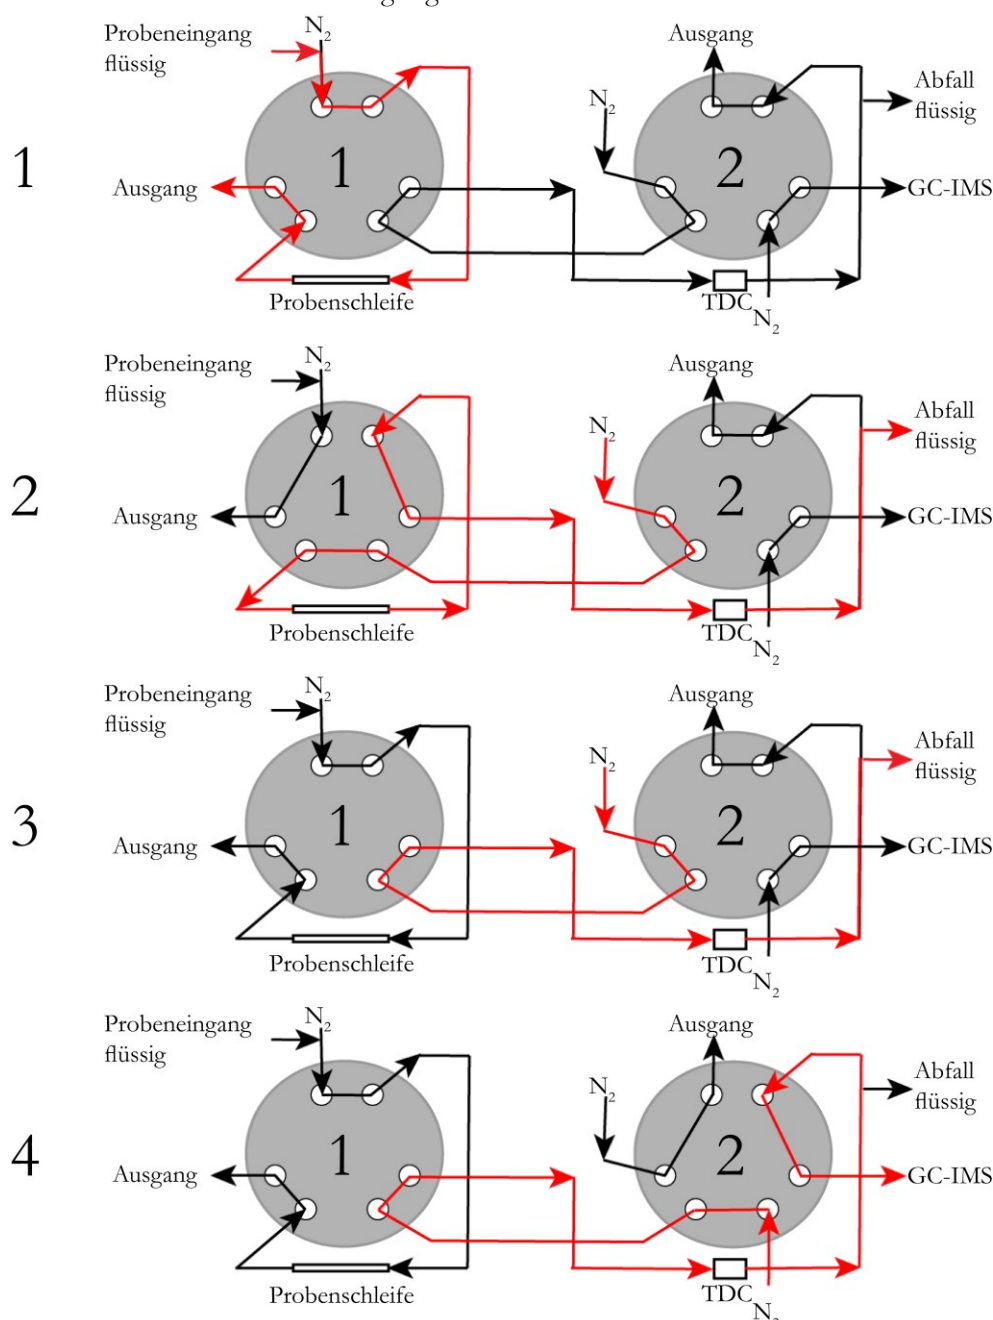 Probeneingang
flüssig
N2
Ausgang
Abfall
flüssig
N2
1
1
2
Ausgang
GC-IMS
Probenschleife
TDC
N2
Probeneingang
flüssig
N2
Ausgang
Abfall
flüssig
N2
2
1
2
Ausgang
GC-IMS
Probenschleife
TDC
N2
Probeneingang
flüssig
N2
Ausgang
Abfall
flüssig
N2
3
1
2
Ausgang
GC-IMS
Probenschleife
TDC
N2
Probeneingang
flüssig
N2
Ausgang
Abfall
flüssig
N2
4
1
2
Ausgang
GC-IMS
Probenschleife
TDC
N2